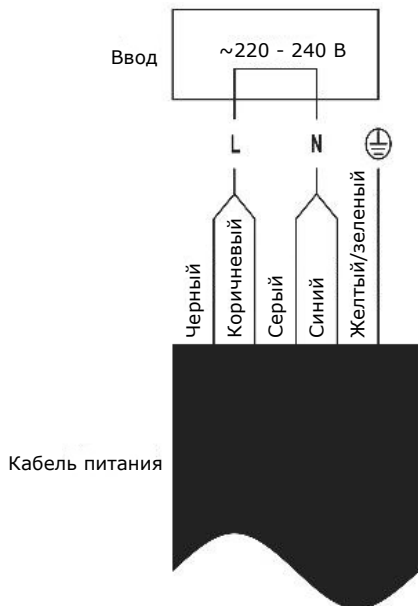 Ввод
~220 - 240 В
L N
Черный
Коричневый
Серый
Синий
Желтый/зеленый
Кабель питания